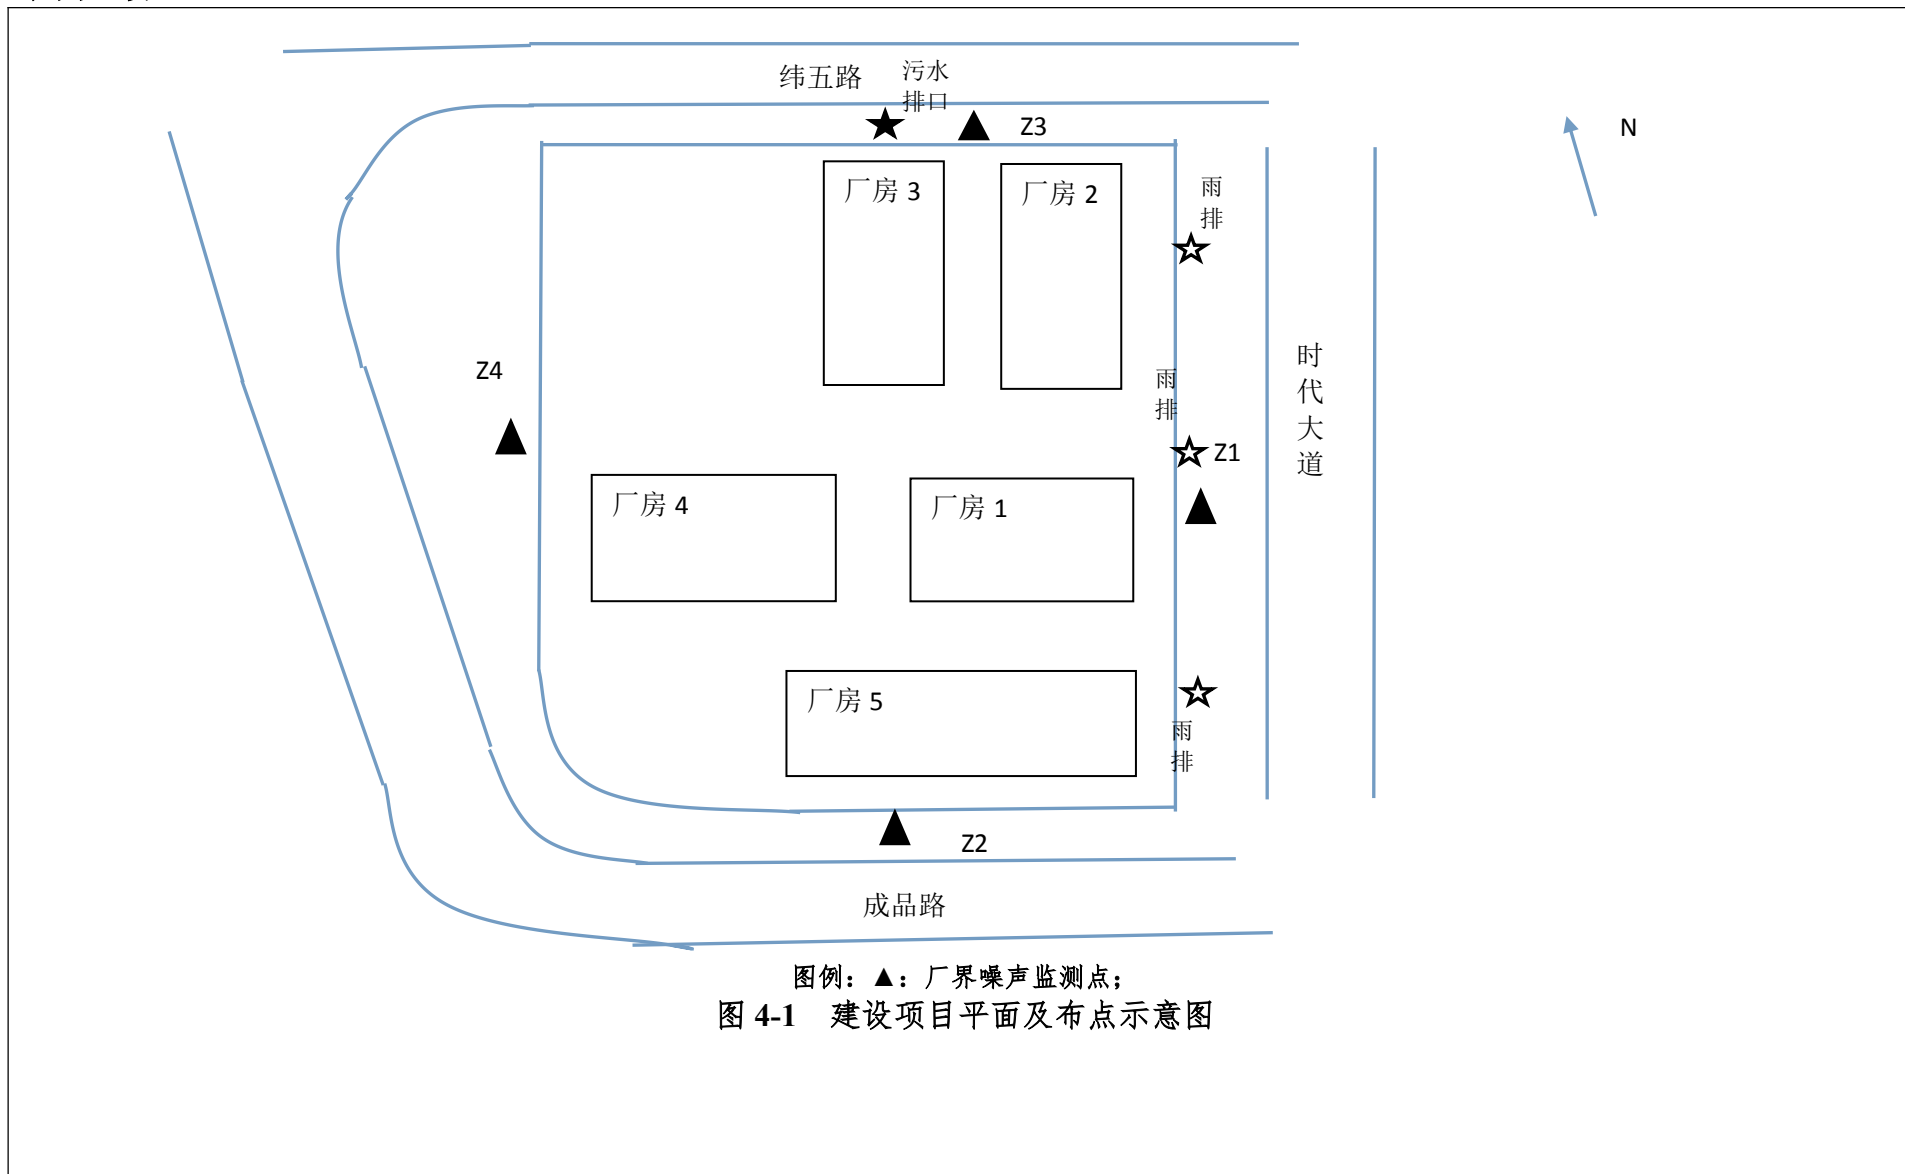 纬五路
污水
排口
Z3
N
厂房 3
厂房 2
雨
排
时
代
大
道
Z4
雨
排
Z1
厂房 4
厂房 1
厂房 5
雨
排
Z2
成品路
图例：▲：厂界噪声监测点；
图 4-1 建设项目平面及布点示意图